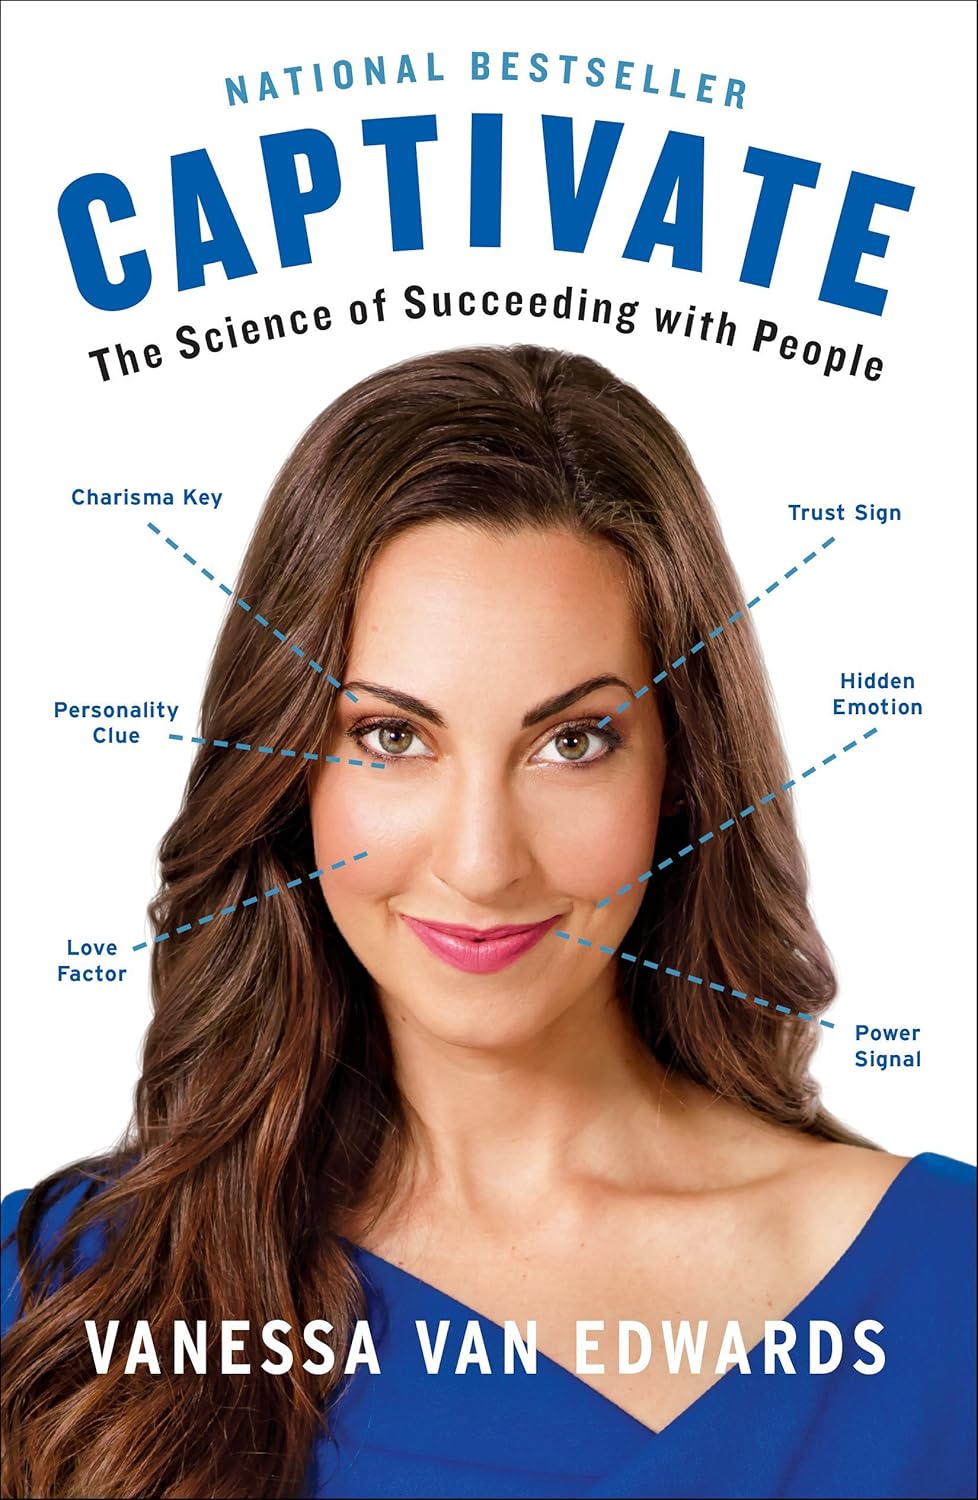 NATIONAL BESTSELLER
CAPTIVATE
The Science of Succeeding with People
Charisma Key
Trust Sign
Personality
Clue
Hidden
Emotion
Love
Factor
Power
Signal
VANESSA VAN EDWARDS